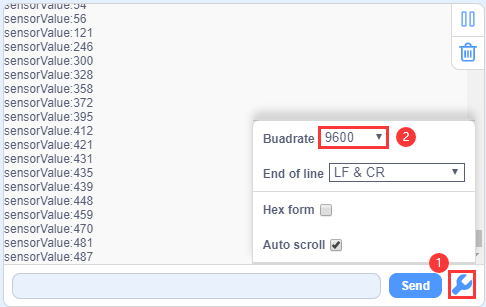 sensorValue:54
sensorValue:56
sensorValue:121
sensorValue:246
sensorValue:300
sensorValue:328
sensorValue:358
sensorValue:372
sensorValue:395
sensorValue:412
sensorValue:421
sensorValue:431
sensorValue:435
sensorValue:439
sensorValue:448
sensorValue:459
sensorValue:470
sensorValue:481
sensorValue:487
Buadrate 9600 2
End of line LF & CR
Hex form
Auto scroll
1
Send